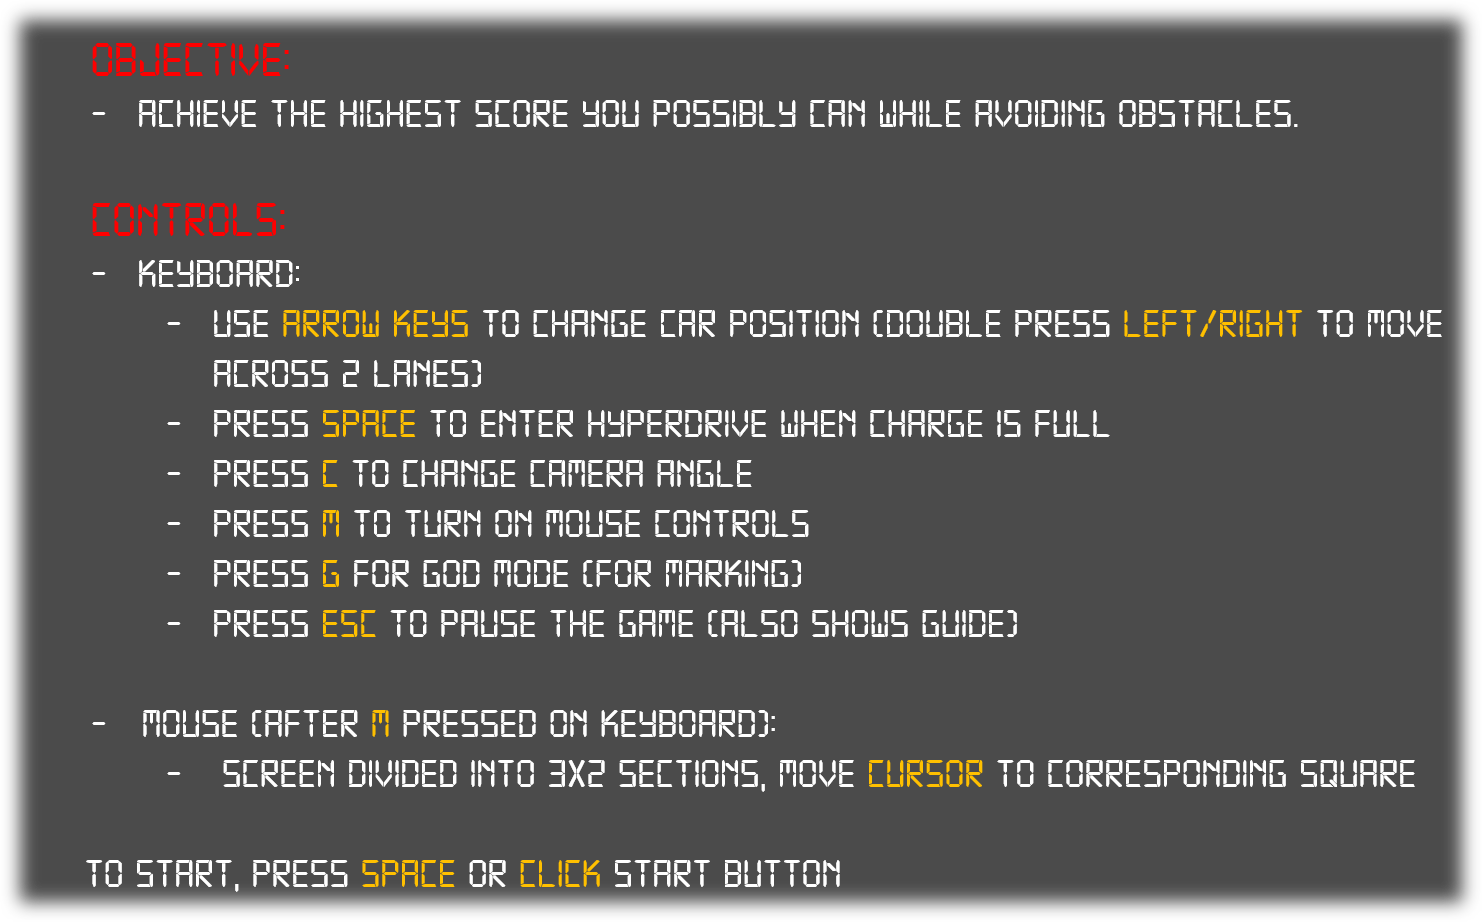 OBJECTIVE:
- ACHIEVE THE HIGHEST SCORE YOU POSSIBLY CAN WHILE AVOIDING OBSTACLES.
CONTROLS:
- KEYBOARD:
- USE ARROW KEYS TO CHANGE CAR POSITION (DOUBLE PRESS LEFT/RIGHT TO MOVE
ACROSS 2 LANES)
- PRESS SPACE TO ENTER HYPERDRIVE WHEN CHARGE IS FULL
- PRESS C TO CHANGE CAMERA ANGLE
- PRESS M TO TURN ON MOUSE CONTROLS
- PRESS G FOR GOD MODE (FOR MARKING)
- PRESS ESC TO PAUSE THE GAME (ALSO SHOWS GUIDE)
- MOUSE (AFTER M PRESSED ON KEYBOARD):
- SCREEN DIVIDED INTO 3X2 SECTIONS, MOVE CURSOR TO CORRESPONDING SQUARE
TO START, PRESS SPACE OR CLICK START BUTTON